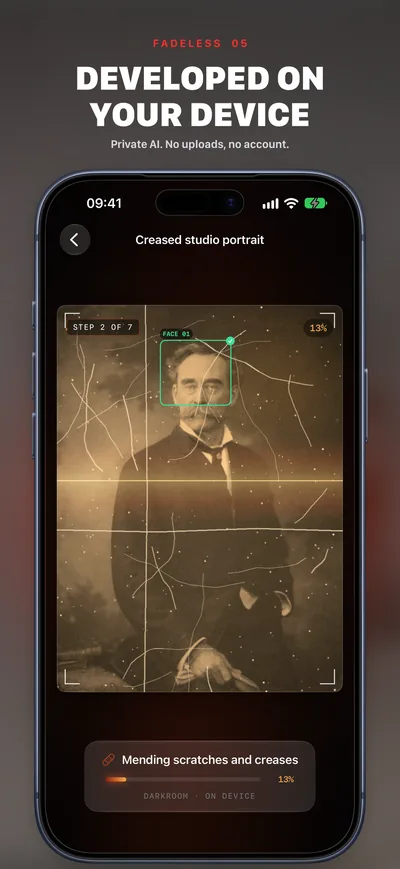 FADELESS 05
DEVELOPED ON
YOUR DEVICE
Private AI. No uploads, no account.
09:41
Creased studio portrait
STEP 2 OF 7
13%
FACE 01
Mending scratches and creases
13%
DARKROOM · ON DEVICE